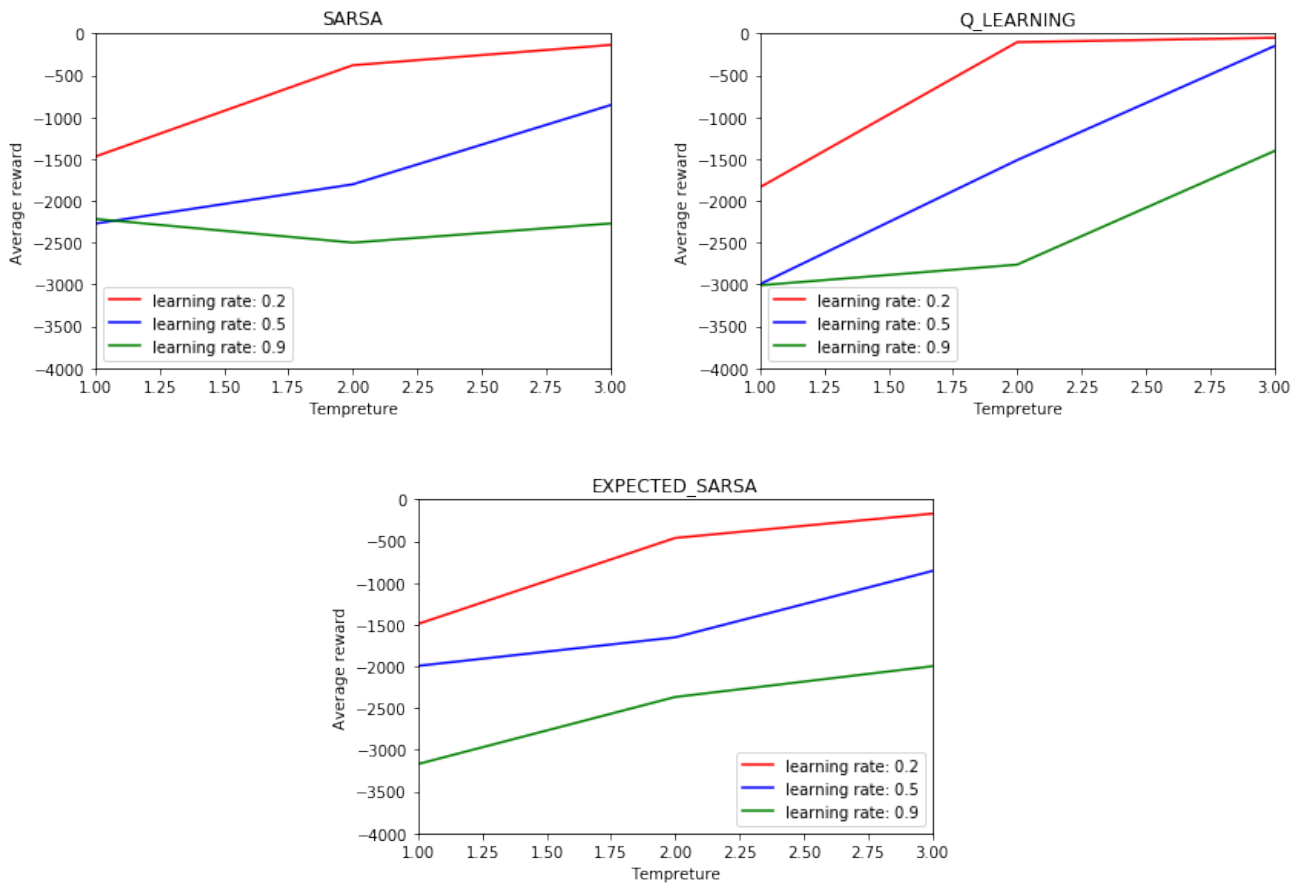 SARSA
0
−500
−1000
−1500
−2000
−2500
−3000
−3500
−4000
Average reward
learning rate: 0.2
learning rate: 0.5
learning rate: 0.9
1.00 1.25 1.50 1.75 2.00 2.25 2.50 2.75 3.00
Tempreture
Q_LEARNING
0
−500
−1000
−1500
−2000
−2500
−3000
−3500
−4000
Average reward
learning rate: 0.2
learning rate: 0.5
learning rate: 0.9
1.00 1.25 1.50 1.75 2.00 2.25 2.50 2.75 3.00
Tempreture
EXPECTED_SARSA
0
−500
−1000
−1500
−2000
−2500
−3000
−3500
−4000
Average reward
learning rate: 0.2
learning rate: 0.5
learning rate: 0.9
1.00 1.25 1.50 1.75 2.00 2.25 2.50 2.75 3.00
Tempreture